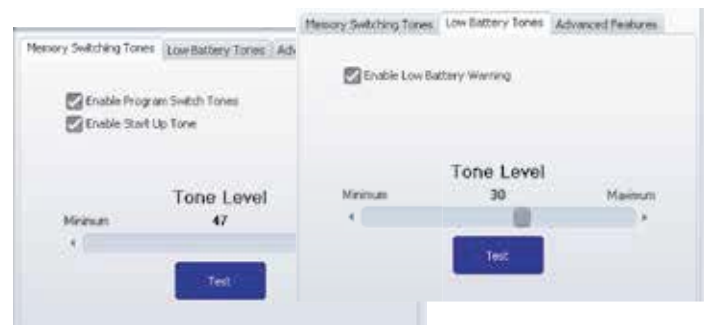 Memory Switching Tones Low Battery Tones Adv
Enable Program Switch Tones
Enable Start Up Tone
Tone Level
Minimum 47
Test
Memory Switching Tones Low Battery Tones Advanced Features
Enable Low Battery Warning
Tone Level
Minimum 30 Maximum
Test